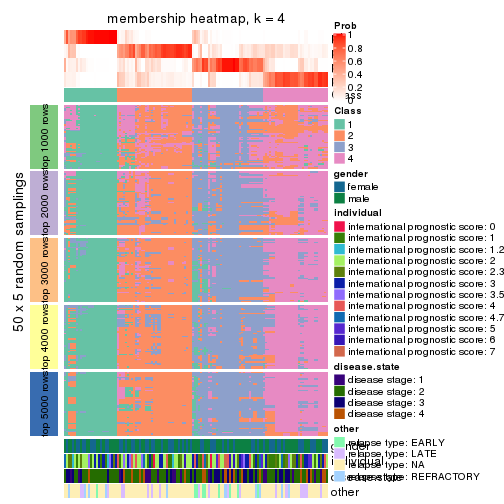 membership heatmap, k = 4
50 x 5 random samplings
top 1000 rows
top 2000 rows
top 3000 rows
top 4000 rows
top 5000 rows
Prob
1
0.8
0.6
0.4
0.2
0
Class
Class
1
2
3
4
gender
female
male
individual
international prognostic score: 0
international prognostic score: 1
international prognostic score: 1.2
international prognostic score: 2
international prognostic score: 2.3
international prognostic score: 3
international prognostic score: 3.5
international prognostic score: 4
international prognostic score: 4.7
international prognostic score: 5
international prognostic score: 6
international prognostic score: 7
disease.state
disease stage: 1
disease stage: 2
disease stage: 3
disease stage: 4
other
relapse type: EARLY
relapse type: LATE
relapse type: NA
relapse type: REFRACTORY
gender
individual
disease.state
other